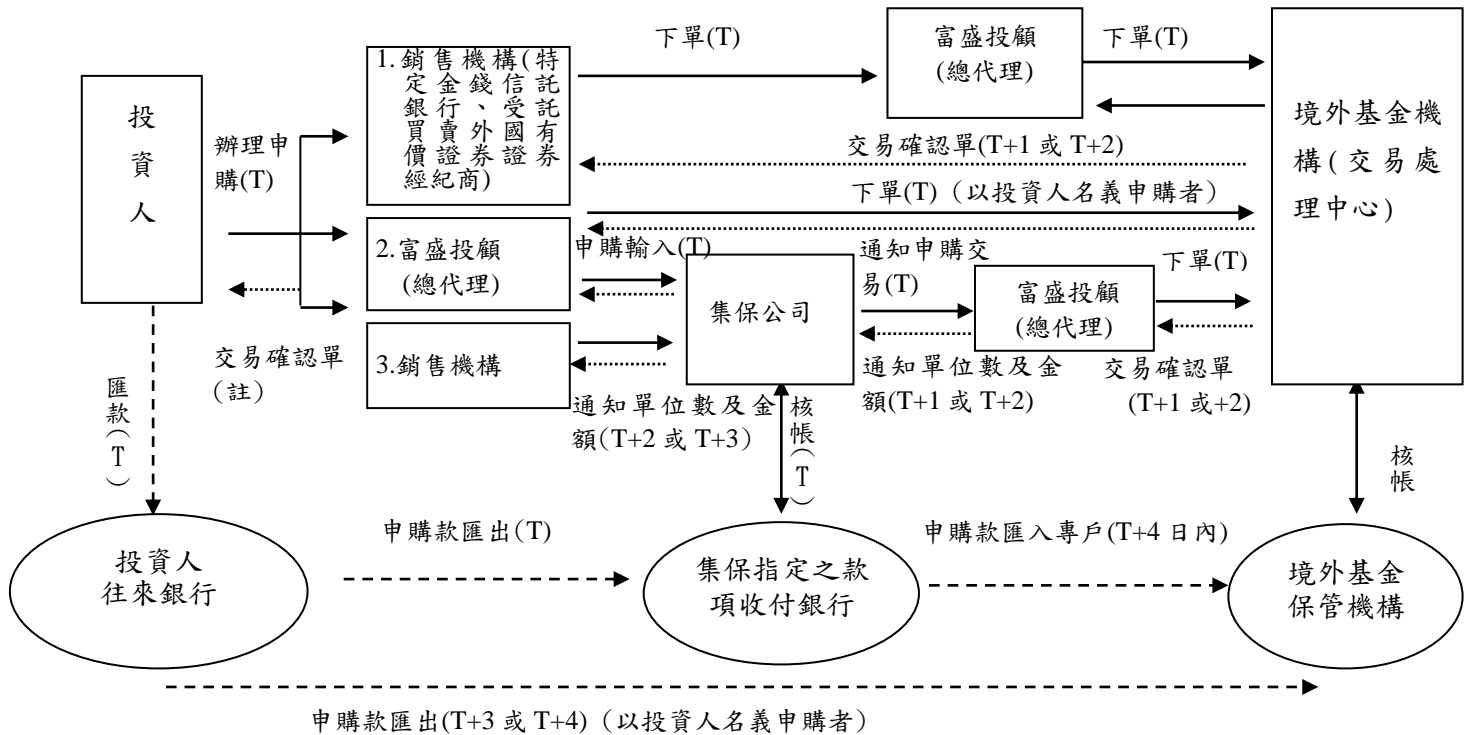 投
資
人
辦理申
購(T)
1.銷售機構(特
定金錢信託
銀行、受託
買賣外國有
價證券證券
經紀商)
下單(T)
富盛投顧
(總代理)
下單(T)
境外基金機
構(交易處
理中心)
交易確認單(T+1 或 T+2)
下單(T)（以投資人名義申購者）
2.富盛投顧
(總代理)
申購輸入(T)
集保公司
通知申購交
易(T)
富盛投顧
(總代理)
下單(T)
交易確認單
(註)
3.銷售機構
通知單位數及金
額(T+2 或 T+3)
通知單位數及金
額(T+1 或 T+2)
交易確認單
(T+1 或+2)
匯款(T)
核帳(T)
核帳
投資人
往來銀行
申購款匯出(T)
集保指定之款
項收付銀行
申購款匯入專戶(T+4 日內)
境外基金
保管機構
申購款匯出(T+3 或 T+4)（以投資人名義申購者）